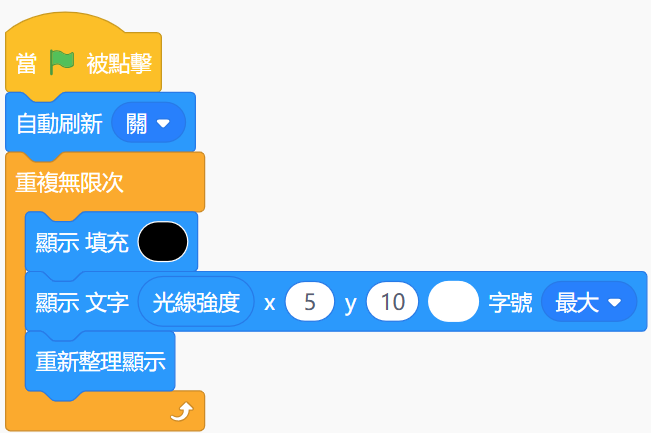 當 被點擊
自動刷新 關
重複無限次
顯示 填充
顯示 文字 光線強度 x 5 y 10 字號 最大
重新整理顯示